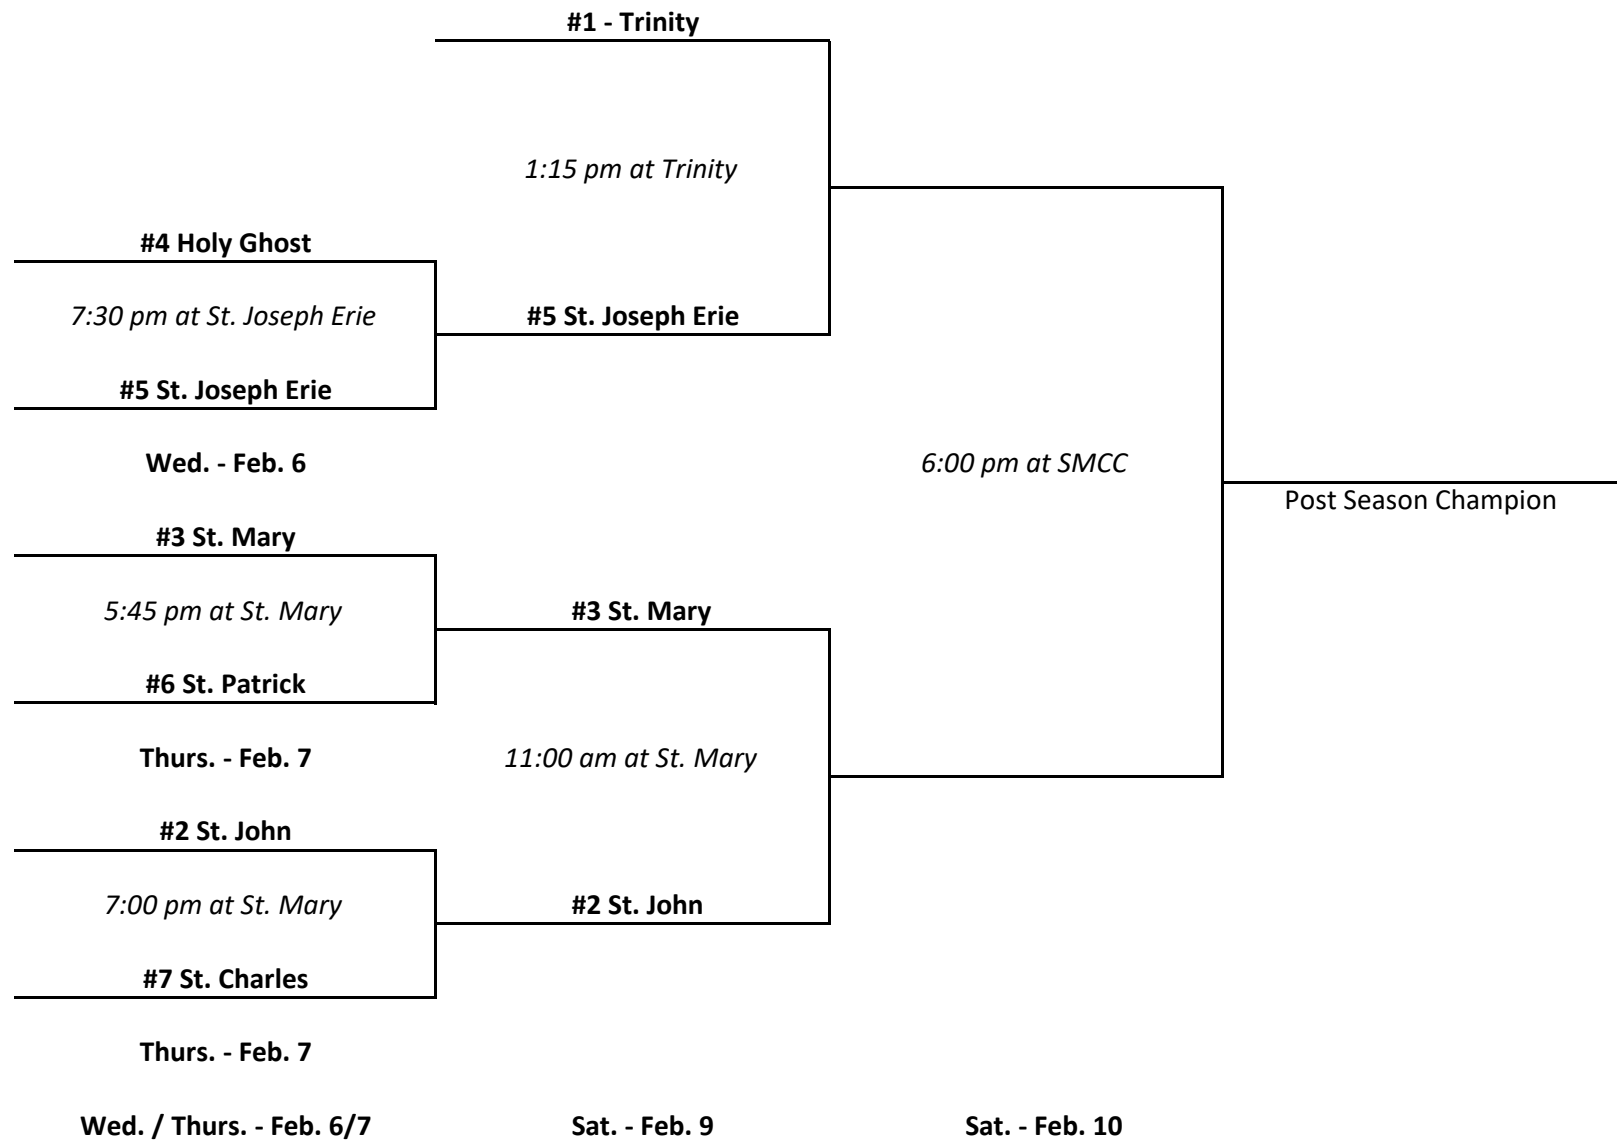 #1 - Trinity
1:15 pm at Trinity
#4 Holy Ghost
7:30 pm at St. Joseph Erie
#5 St. Joseph Erie
#5 St. Joseph Erie
Wed. - Feb. 6
6:00 pm at SMCC
Post Season Champion
#3 St. Mary
5:45 pm at St. Mary
#3 St. Mary
#6 St. Patrick
Thurs. - Feb. 7
11:00 am at St. Mary
#2 St. John
7:00 pm at St. Mary
#2 St. John
#7 St. Charles
Thurs. - Feb. 7
Wed. / Thurs. - Feb. 6/7
Sat. - Feb. 9
Sat. - Feb. 10